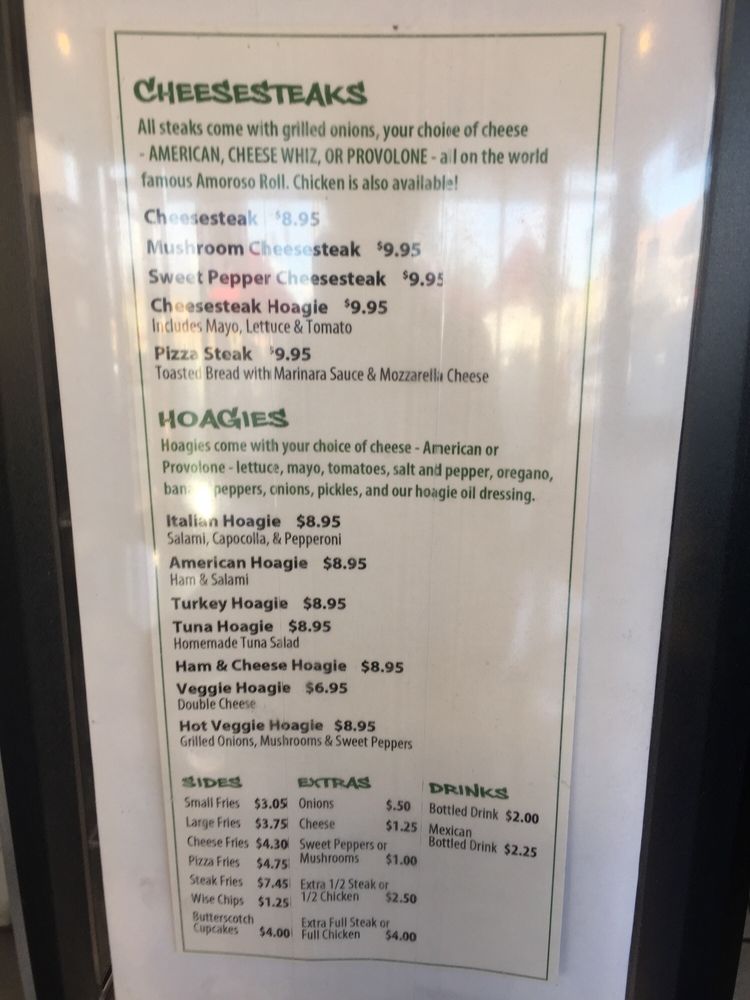 CHEESESTEAKS
All steaks come with grilled onions, your choice of cheese
- AMERICAN, CHEESE WHIZ, OR PROVOLONE - all on the world
famous Amoroso Roll. Chicken is also available!
Cheesesteak $8.95
Mushroom Cheesesteak $9.95
Sweet Pepper Cheesesteak $9.95
Cheesesteak Hoagie $9.95
Includes Mayo, Lettuce & Tomato
Pizza Steak $9.95
Toasted Bread with Marinara Sauce & Mozzarella Cheese
HOAGIES
Hoagies come with your choice of cheese - American or
Provolone - lettuce, mayo, tomatoes, salt and pepper, oregano,
peppers, onions, pickles, and our hoagie oil dressing.
Italian Hoagie $8.95
Salami, Capocolla, & Pepperoni
American Hoagie $8.95
Ham & Salami
Turkey Hoagie $8.95
Tuna Hoagie $8.95
Homemade Tuna Salad
Ham & Cheese Hoagie $8.95
Veggie Hoagie $6.95
Double Cheese
Hot Veggie Hoagie $8.95
Grilled Onions, Mushrooms & Sweet Peppers
SIDES
Small Fries $3.05
Large Fries $3.75
Cheese Fries $4.30
Pizza Fries $4.75
Steak Fries $7.45
Wise Chips $1.25
Butterscotch
Cupcakes $4.00
EXTRAS
Onions $.50
Cheese $1.25
Sweet Peppers or
Mushrooms $1.00
Extra 1/2 Steak or
1/2 Chicken $2.50
Extra Full Steak or
Full Chicken $4.00
DRINKS
Bottled Drink $2.00
Mexican
Bottled Drink $2.25